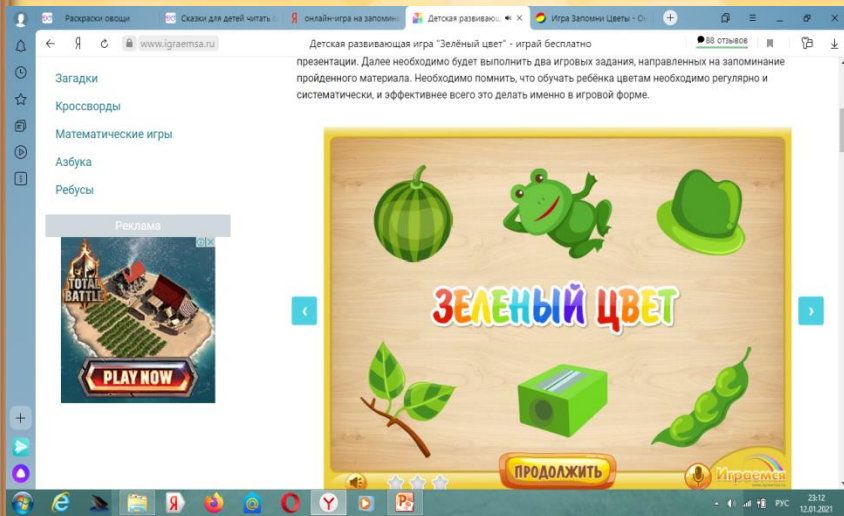 Раскраски овощи
Сказки для детей читать с
онлайн-игра на запомин
Детская развивающ
Игра Запомни Цветы - О
www.igraemsa.ru
Детская развивающая игра "Зелёный цвет" - играй бесплатно
88 отзывов
презентации. Далее необходимо будет выполнить два игровых задания, направленных на запоминание
пройденного материала. Необходимо помнить, что обучать ребёнка цветам необходимо регулярно и
систематически, и эффективнее всего это делать именно в игровой форме.
Загадки
Кроссворды
Математические игры
Азбука
Ребусы
Реклама
TOTAL
BATTLE
PLAY NOW
ЗЕЛЕНЫЙ ЦВЕТ
ПРОДОЛЖИТЬ
Играемся
РУС
23:12
12.01.2021